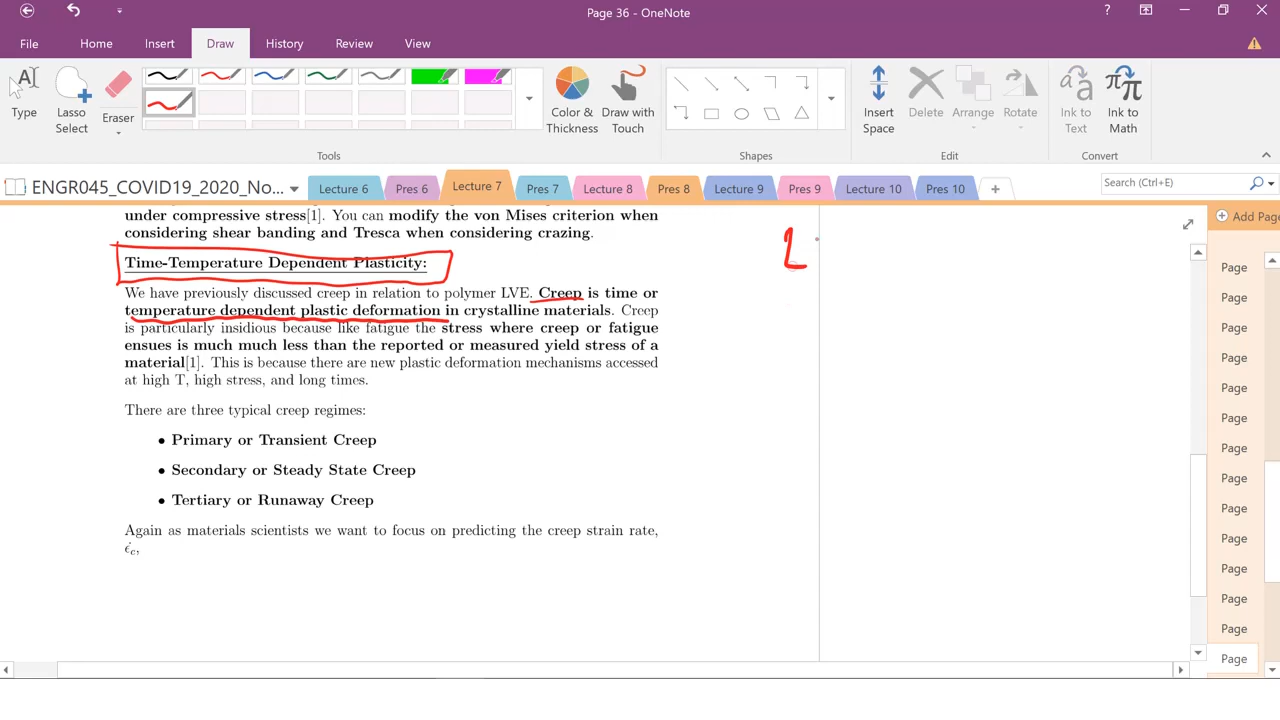 Page 36 - OneNote
?
File
Home
Insert
Draw
History
Review
View
Type
Lasso Select
Eraser
Color & Thickness
Draw with Touch
Insert Space
Delete
Arrange
Rotate
Ink to Text
Ink to Math
Tools
Shapes
Edit
Convert
ENGR045_COVID19_2020_No...
Lecture 6
Pres 6
Lecture 7
Pres 7
Lecture 8
Pres 8
Lecture 9
Pres 9
Lecture 10
Pres 10
+
Search (Ctrl+E)
Add Page
under compressive stress[1]. You can modify the von Mises criterion when
considering shear banding and Tresca when considering crazing.
Time-Temperature Dependent Plasticity:
We have previously discussed creep in relation to polymer LVE. Creep is time or
temperature dependent plastic deformation in crystalline materials. Creep
is particularly insidious because like fatigue the stress where creep or fatigue
ensues is much much less than the reported or measured yield stress of a
material[1]. This is because there are new plastic deformation mechanisms accessed
at high T, high stress, and long times.
There are three typical creep regimes:
• Primary or Transient Creep
• Secondary or Steady State Creep
• Tertiary or Runaway Creep
Again as materials scientists we want to focus on predicting the creep strain rate,
ϵ̇c,
Page
Page
Page
Page
Page
Page
Page
Page
Page
Page
Page
Page
Page
Page